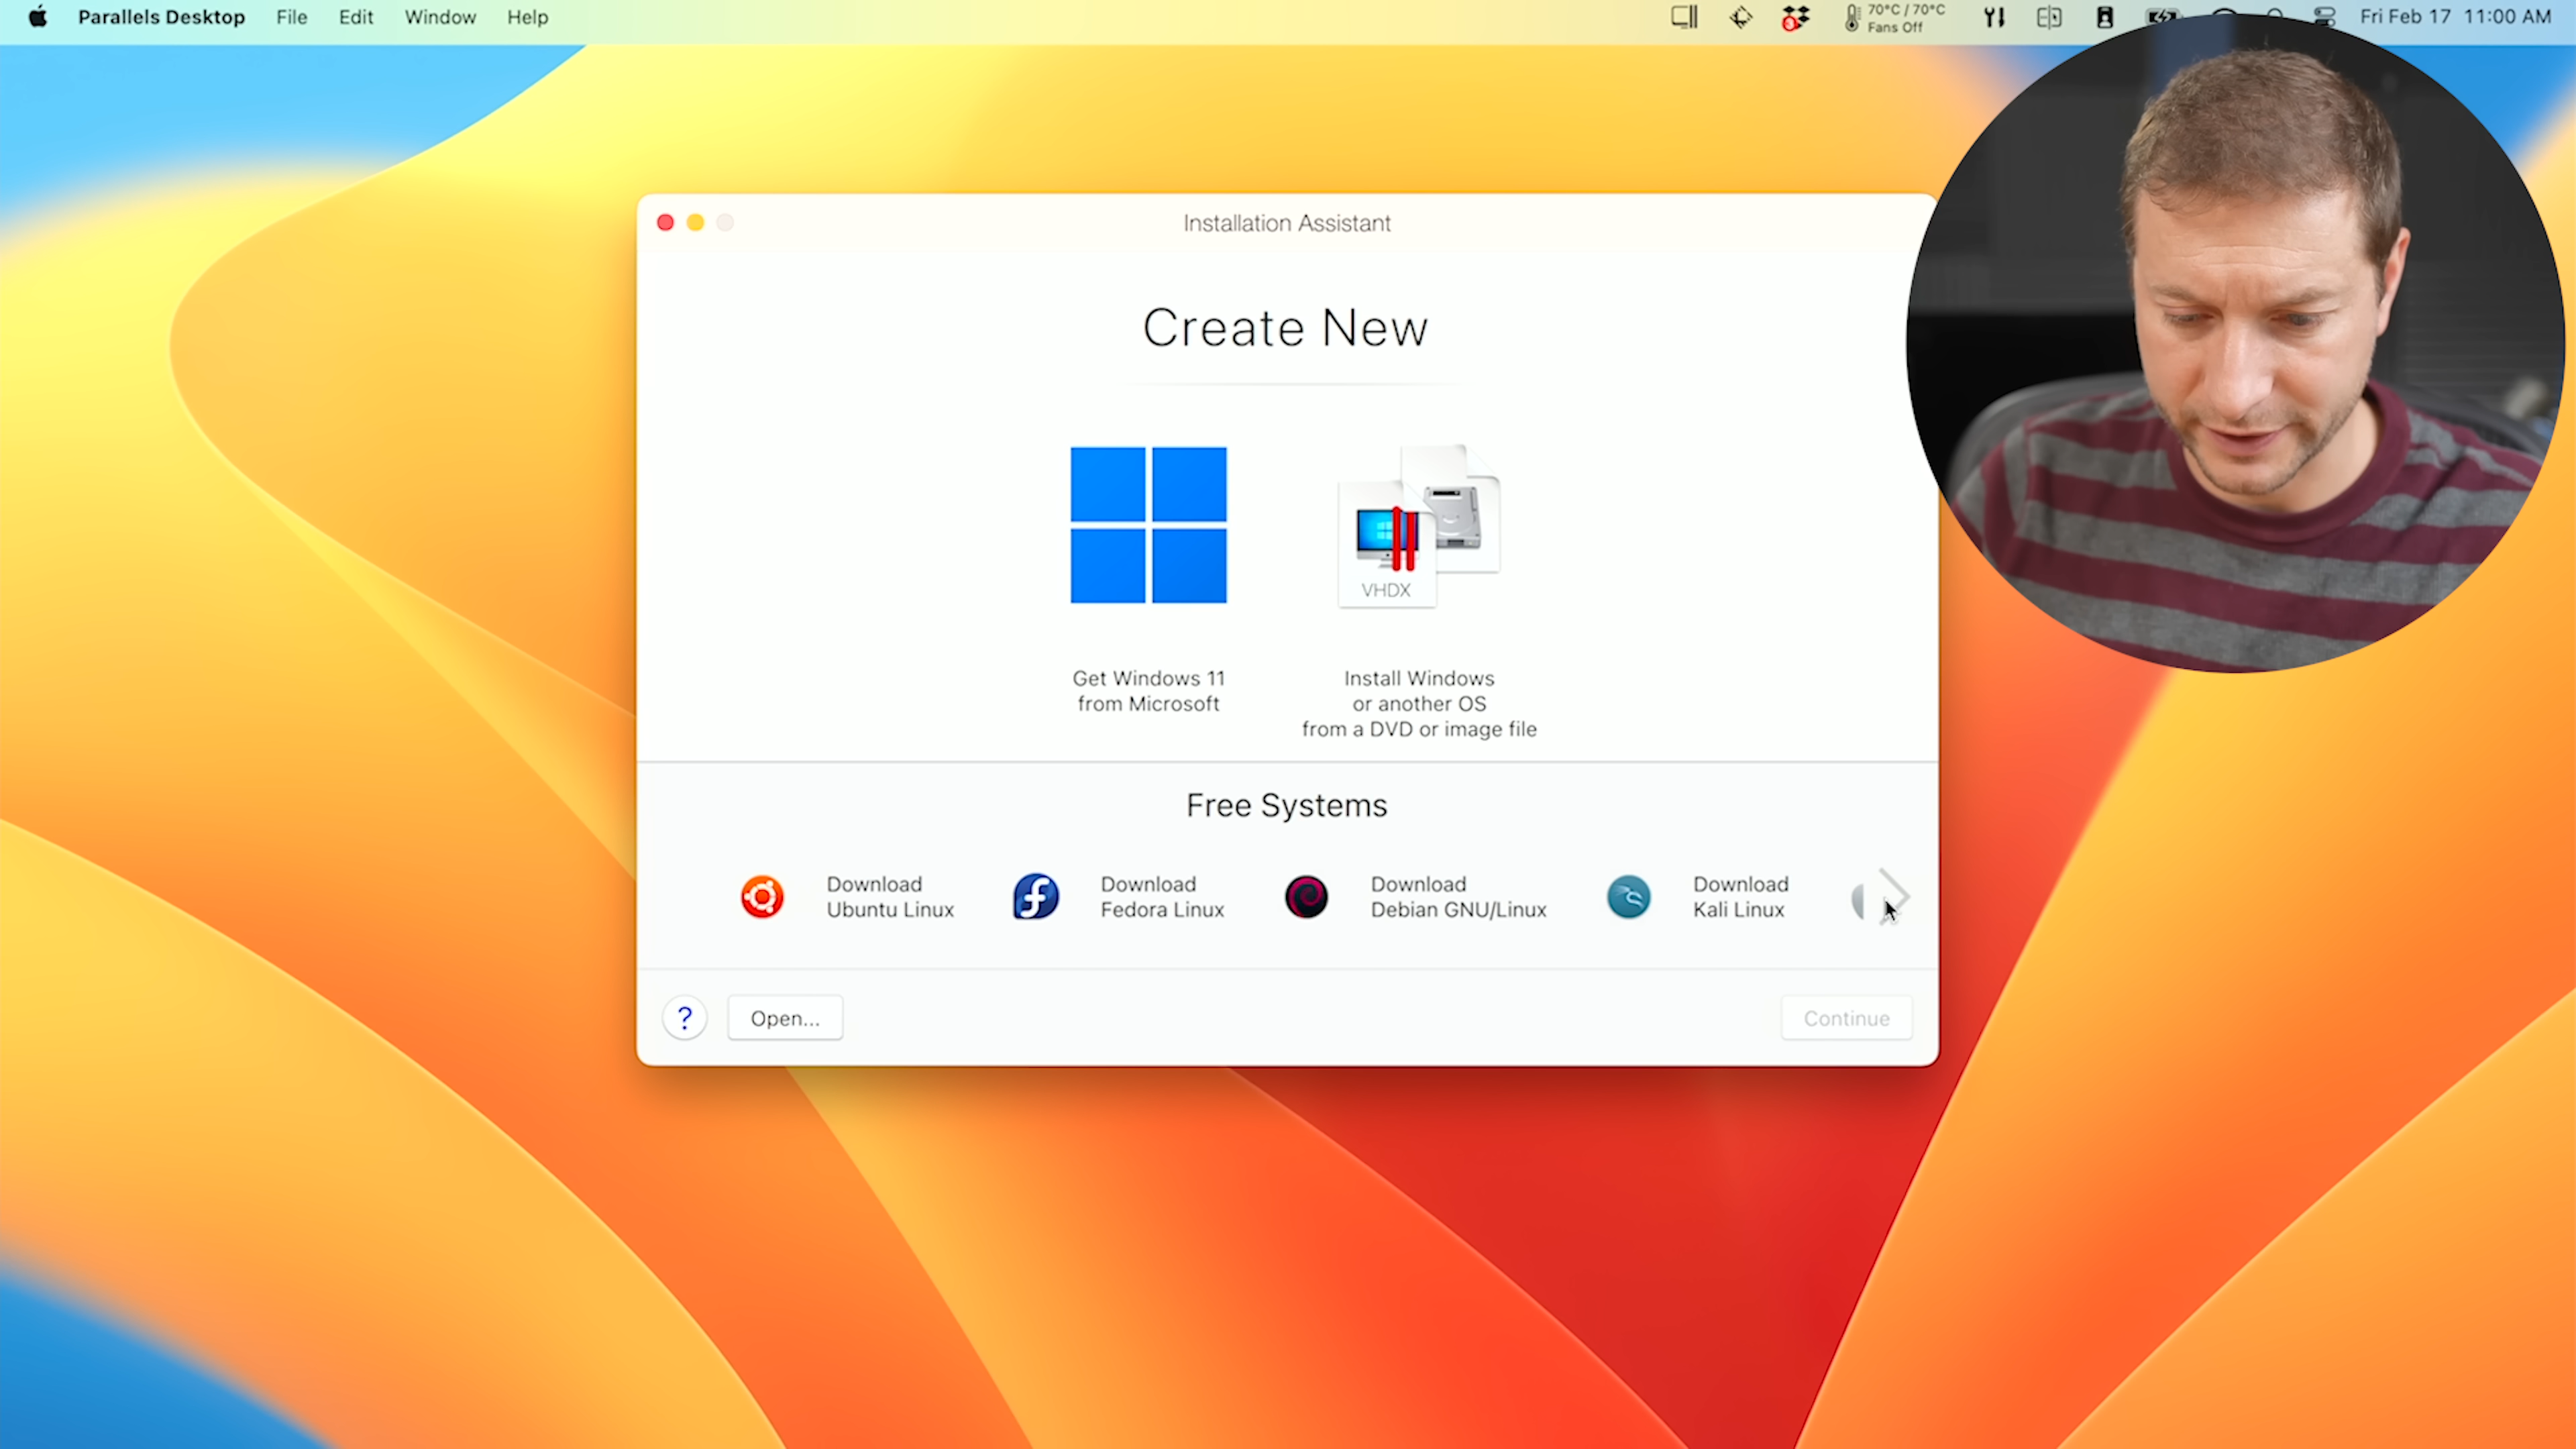 Parallels Desktop File Edit Window Help
3
70°C / 70°C
Fans Off
Fri Feb 17 11:00 AM
Installation Assistant
Create New
VHDX
Get Windows 11
from Microsoft
Install Windows
or another OS
from a DVD or image file
Free Systems
Download
Ubuntu Linux
Download
Fedora Linux
Download
Debian GNU/Linux
Download
Kali Linux
?
Open...
Continue